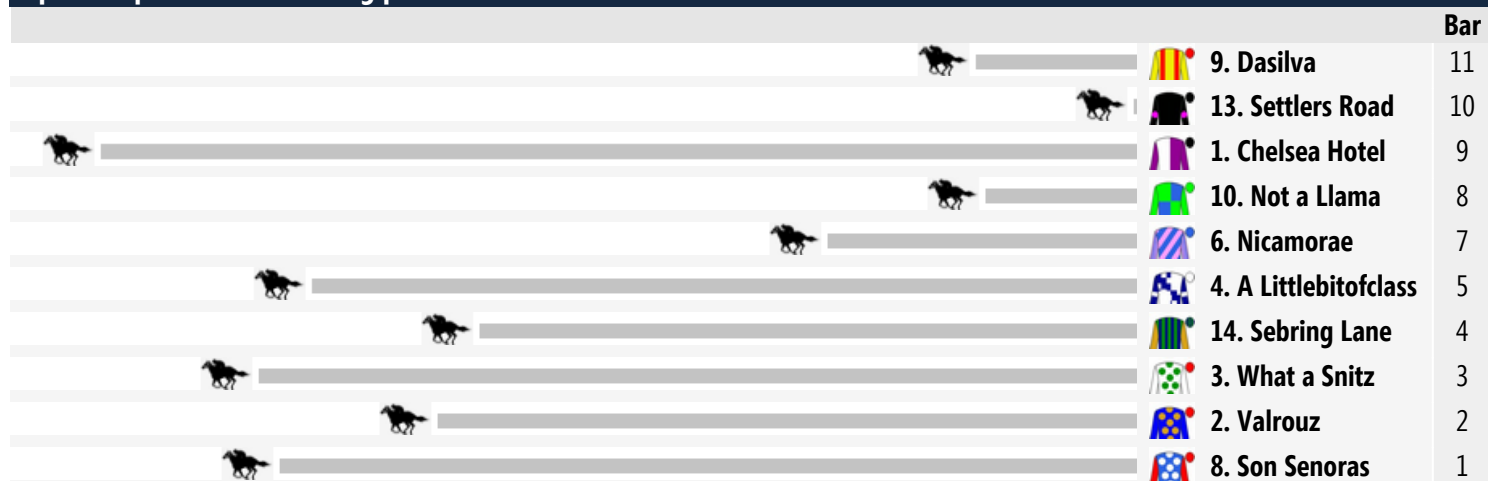 Bar
9. Dasilva 11
13. Settlers Road 10
1. Chelsea Hotel 9
10. Not a Llama 8
6. Nicamorae 7
4. A Littlebitofclass 5
14. Sebring Lane 4
3. What a Snitz 3
2. Valrouz 2
8. Son Senoras 1